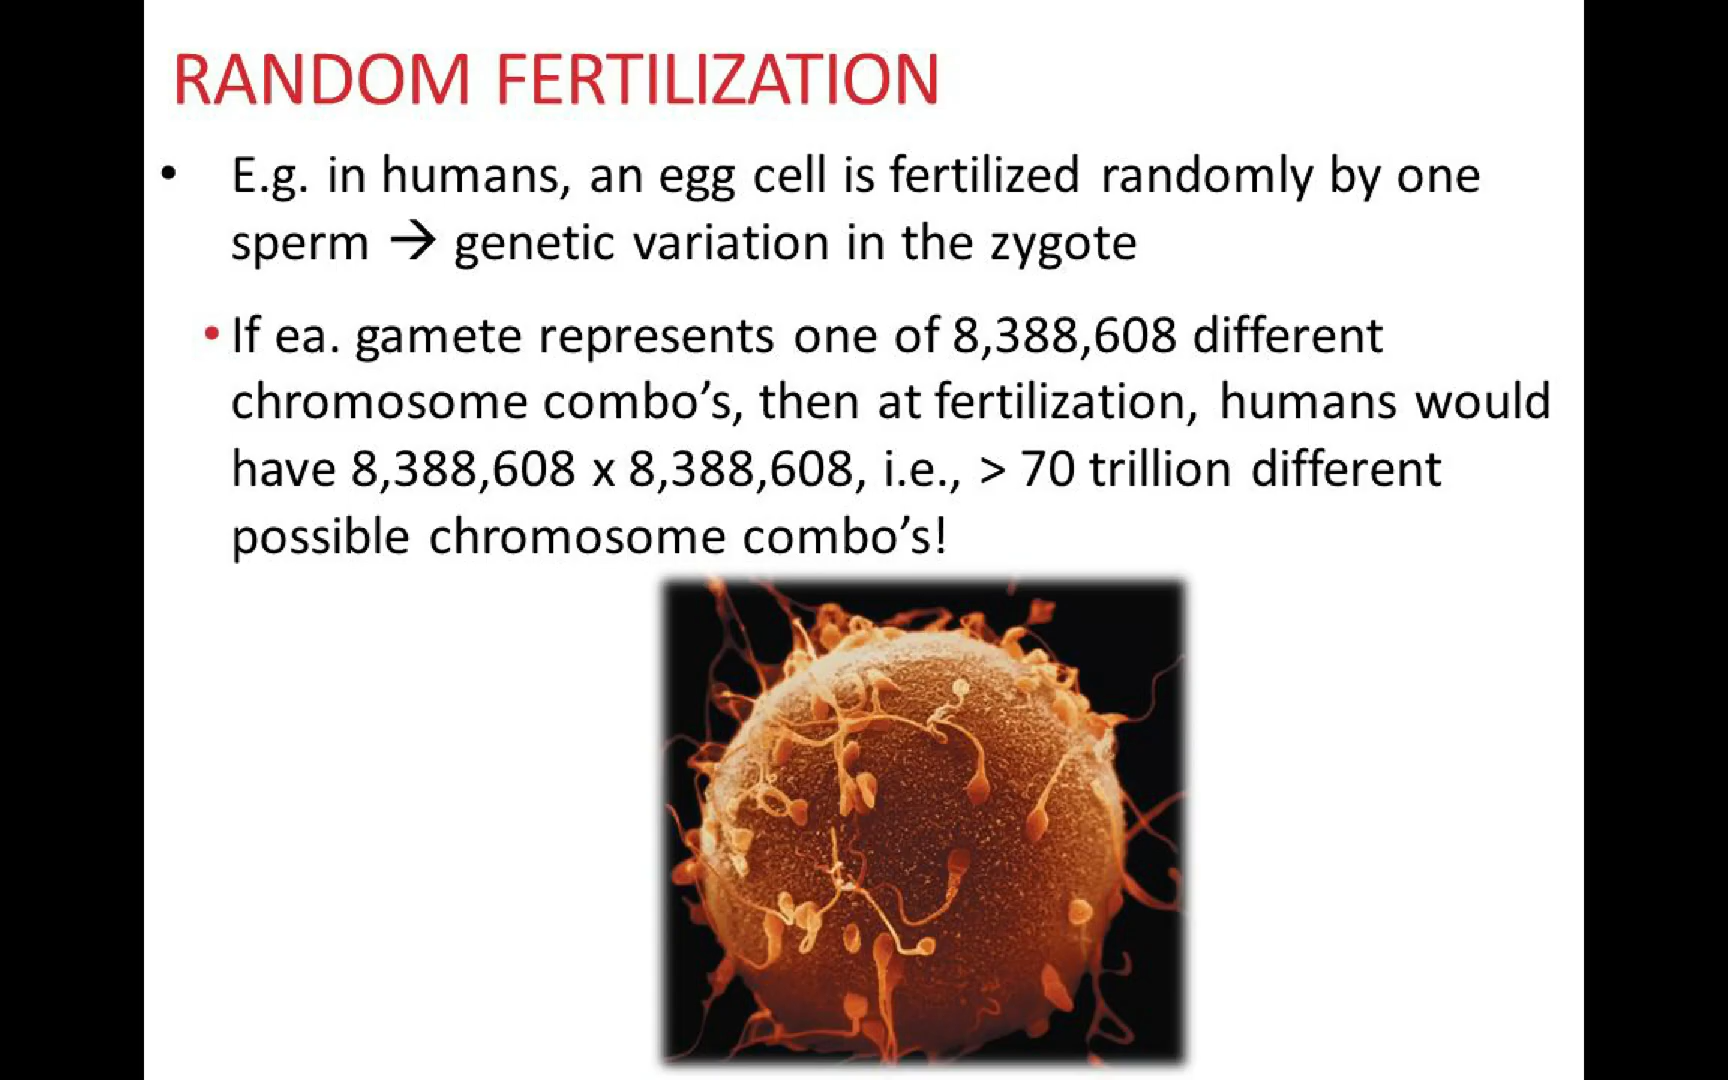 RANDOM FERTILIZATION
• E.g. in humans, an egg cell is fertilized randomly by one
sperm → genetic variation in the zygote
• If ea. gamete represents one of 8,388,608 different
chromosome combo’s, then at fertilization, humans would
have 8,388,608 x 8,388,608, i.e., > 70 trillion different
possible chromosome combo’s!